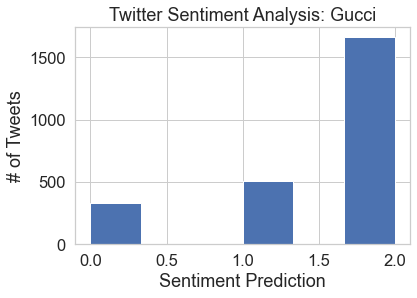 Twitter Sentiment Analysis: Gucci
# of Tweets
1500
1000
500
0
0.0 0.5 1.0 1.5 2.0
Sentiment Prediction